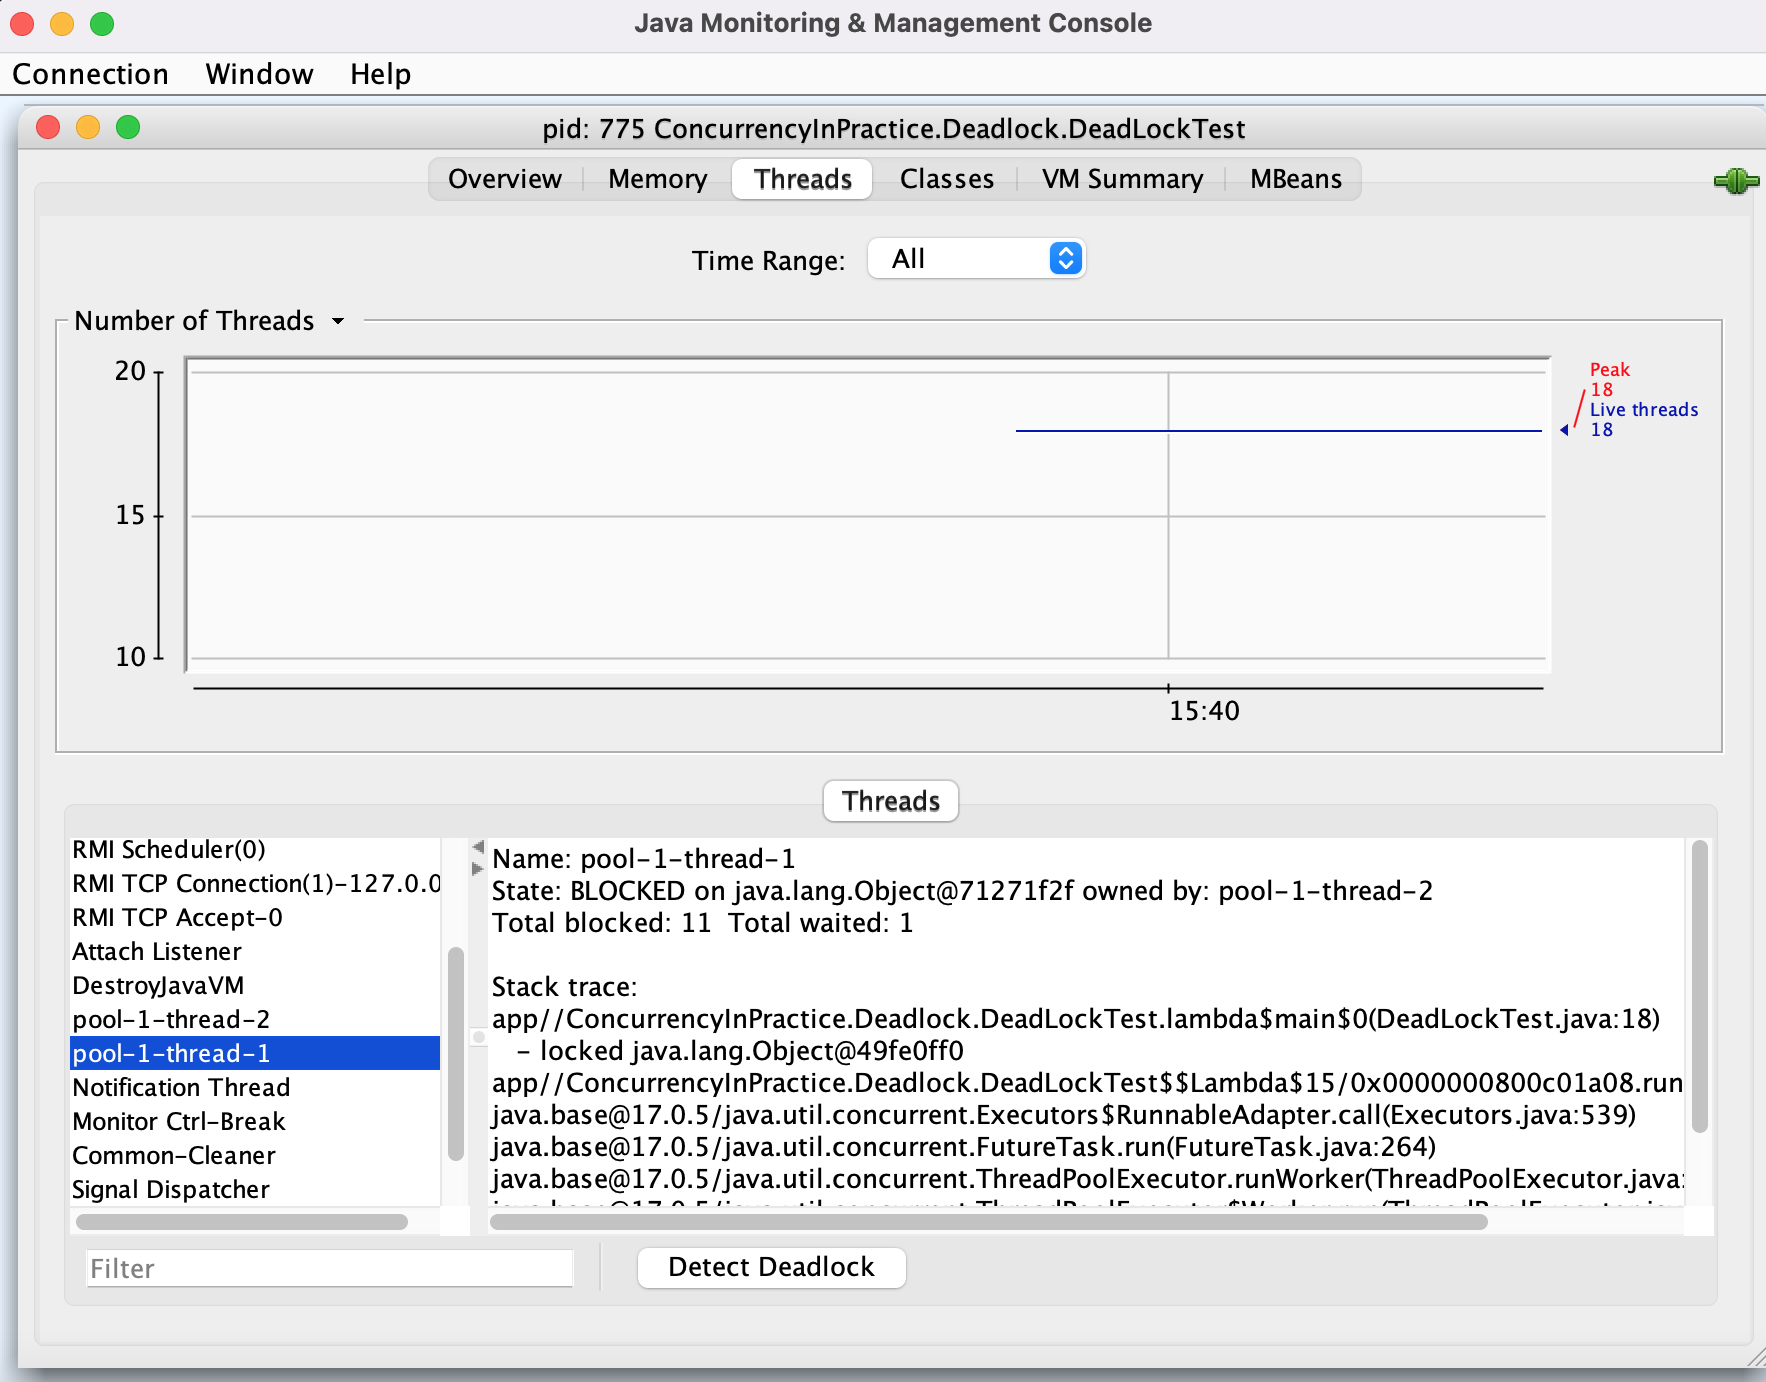 Java Monitoring & Management Console
Connection Window Help
pid: 775 ConcurrencyInPractice.Deadlock.DeadLockTest
Overview Memory Threads Classes VM Summary MBeans
Time Range: All
Number of Threads
20
15
10
15:40
Peak
18
Live threads
18
Threads
RMI Scheduler(0)
RMI TCP Connection(1)-127.0.0
RMI TCP Accept-0
Attach Listener
DestroyJavaVM
pool-1-thread-2
pool-1-thread-1
Notification Thread
Monitor Ctrl-Break
Common-Cleaner
Signal Dispatcher
Name: pool-1-thread-1
State: BLOCKED on java.lang.Object@71271f2f owned by: pool-1-thread-2
Total blocked: 11 Total waited: 1
Stack trace:
app//ConcurrencyInPractice.Deadlock.DeadLockTest.lambda$main$0(DeadLockTest.java:18)
- locked java.lang.Object@49fe0ff0
app//ConcurrencyInPractice.Deadlock.DeadLockTest$$Lambda$15/0x0000000800c01a08.run
java.base@17.0.5/java.util.concurrent.Executors$RunnableAdapter.call(Executors.java:539)
java.base@17.0.5/java.util.concurrent.FutureTask.run(FutureTask.java:264)
java.base@17.0.5/java.util.concurrent.ThreadPoolExecutor.runWorker(ThreadPoolExecutor.java:
Filter
Detect Deadlock